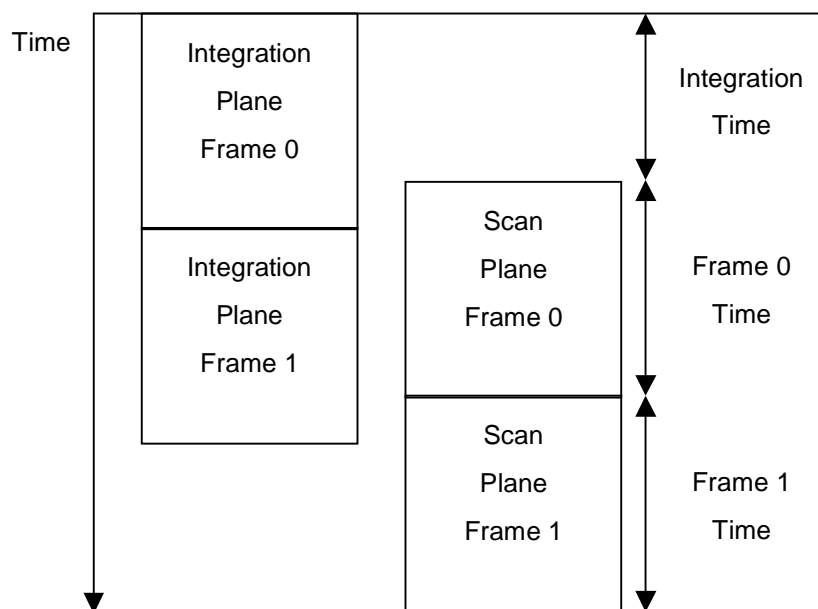 Time
Integration
Plane
Frame 0
Integration
Time
Integration
Plane
Frame 1
Scan
Plane
Frame 0
Frame 0
Time
Scan
Plane
Frame 1
Frame 1
Time